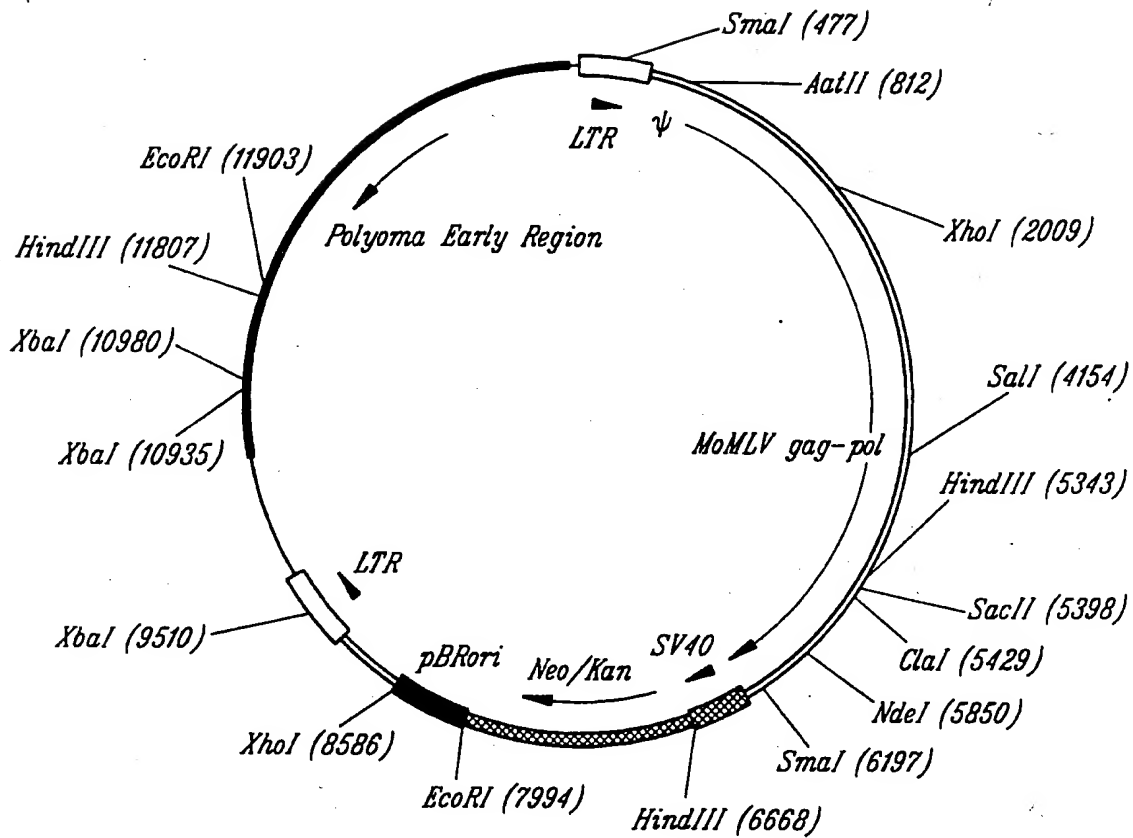 SmaI (477)
AatII (812)
LTR
ψ
EcoRI (11903)
Polyoma Early Region
XhoI (2009)
HindIII (11807)
XbaI (10980)
SalI (4154)
XbaI (10935)
MoMLV gag-pol
HindIII (5343)
LTR
SacII (5398)
XbaI (9510)
ClaI (5429)
pBRori
Neo/Kan
SV40
NdeI (5850)
XhoI (8586)
SmaI (6197)
EcoRI (7994)
HindIII (6668)